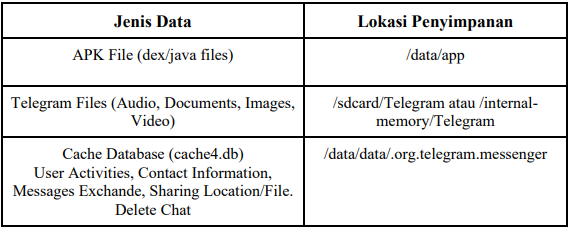 Jenis Data
Lokasi Penyimpanan
APK File (dex/java files)
/data/app
Telegram Files (Audio, Documents, Images,
Video)
/sdcard/Telegram atau /internal-
memory/Telegram
Cache Database (cache4.db)
User Activities, Contact Information,
Messages Exchande, Sharing Location/File.
Delete Chat
/data/data/.org.telegram.messenger